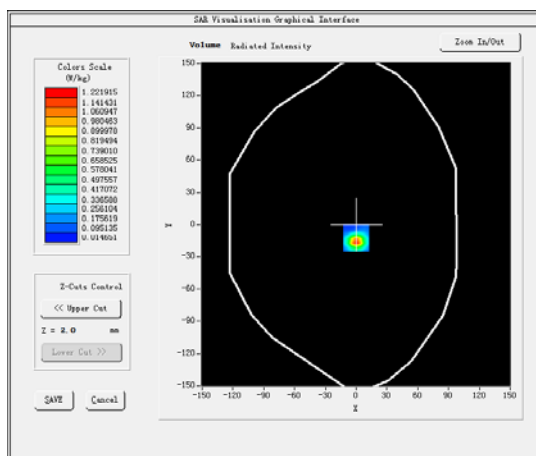 SAR Visualisation Graphical Interface
Volume Radiated Intensity
Zoom In/Out
Colors Scale
(W/kg)
1.221915
1.141431
1.060947
0.980463
0.899978
0.819494
0.739010
0.658525
0.578041
0.497557
0.417072
0.336588
0.256104
0.175619
0.095135
0.014651
Z-Cuts Control
<< Upper Cut
Z = 2.0 mm
Lower Cut >>
SAVE Cancel
150
120
90
60
30
0
-30
-60
-90
-120
-150
Y
-150 -120 -90 -60 -30 0 30 60 90 120 150
X